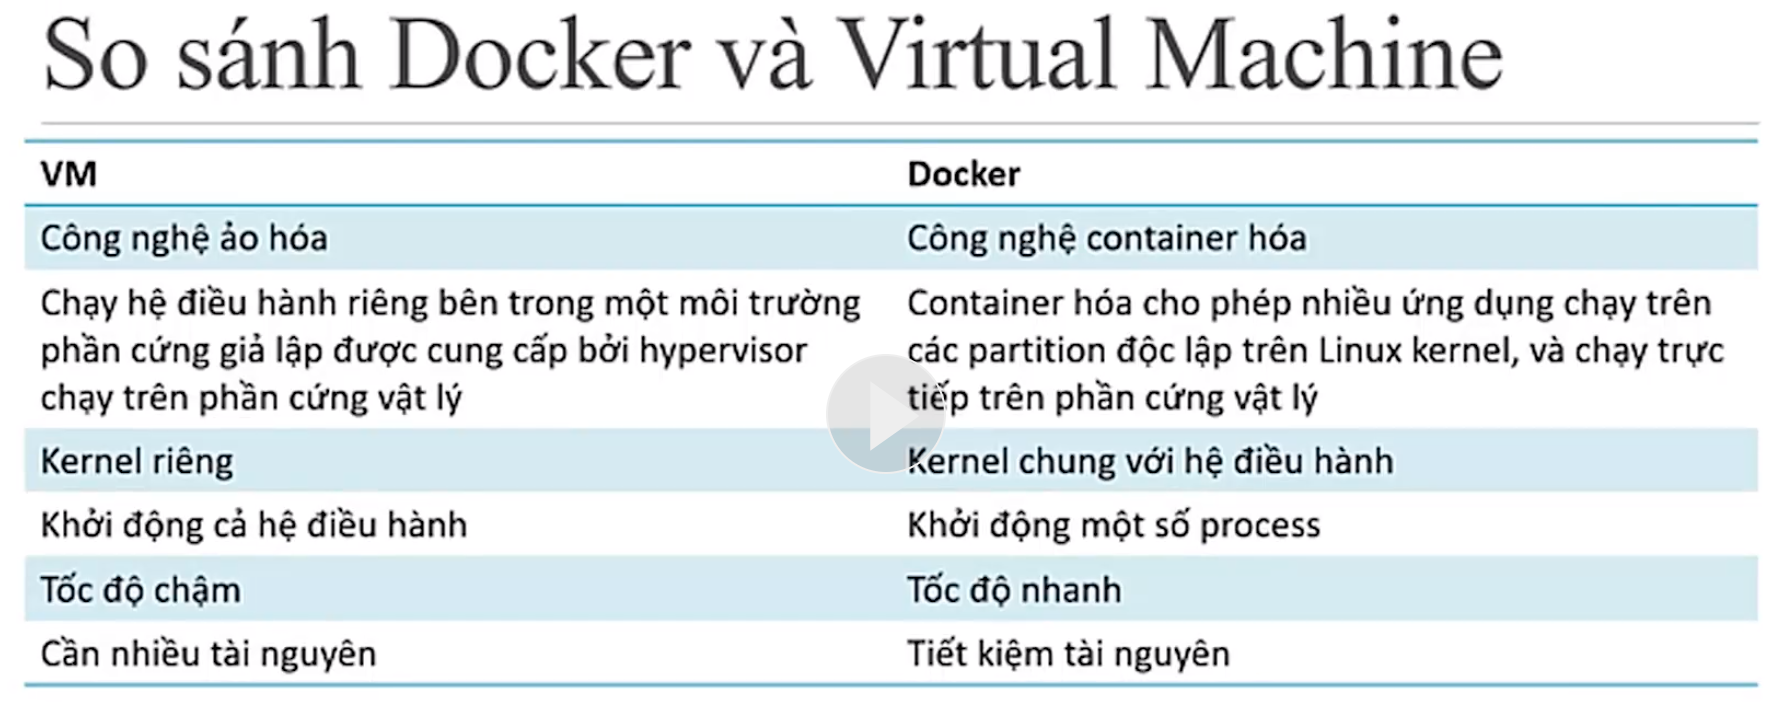 So sánh Docker và Virtual Machine
VM
Docker
Công nghệ ảo hóa
Công nghệ container hóa
Chạy hệ điều hành riêng bên trong một môi trường
phần cứng giả lập được cung cấp bởi hypervisor
chạy trên phần cứng vật lý
Container hóa cho phép nhiều ứng dụng chạy trên
các partition độc lập trên Linux kernel, và chạy trực
tiếp trên phần cứng vật lý
Kernel riêng
Kernel chung với hệ điều hành
Khởi động cả hệ điều hành
Khởi động một số process
Tốc độ chậm
Tốc độ nhanh
Cần nhiều tài nguyên
Tiết kiệm tài nguyên